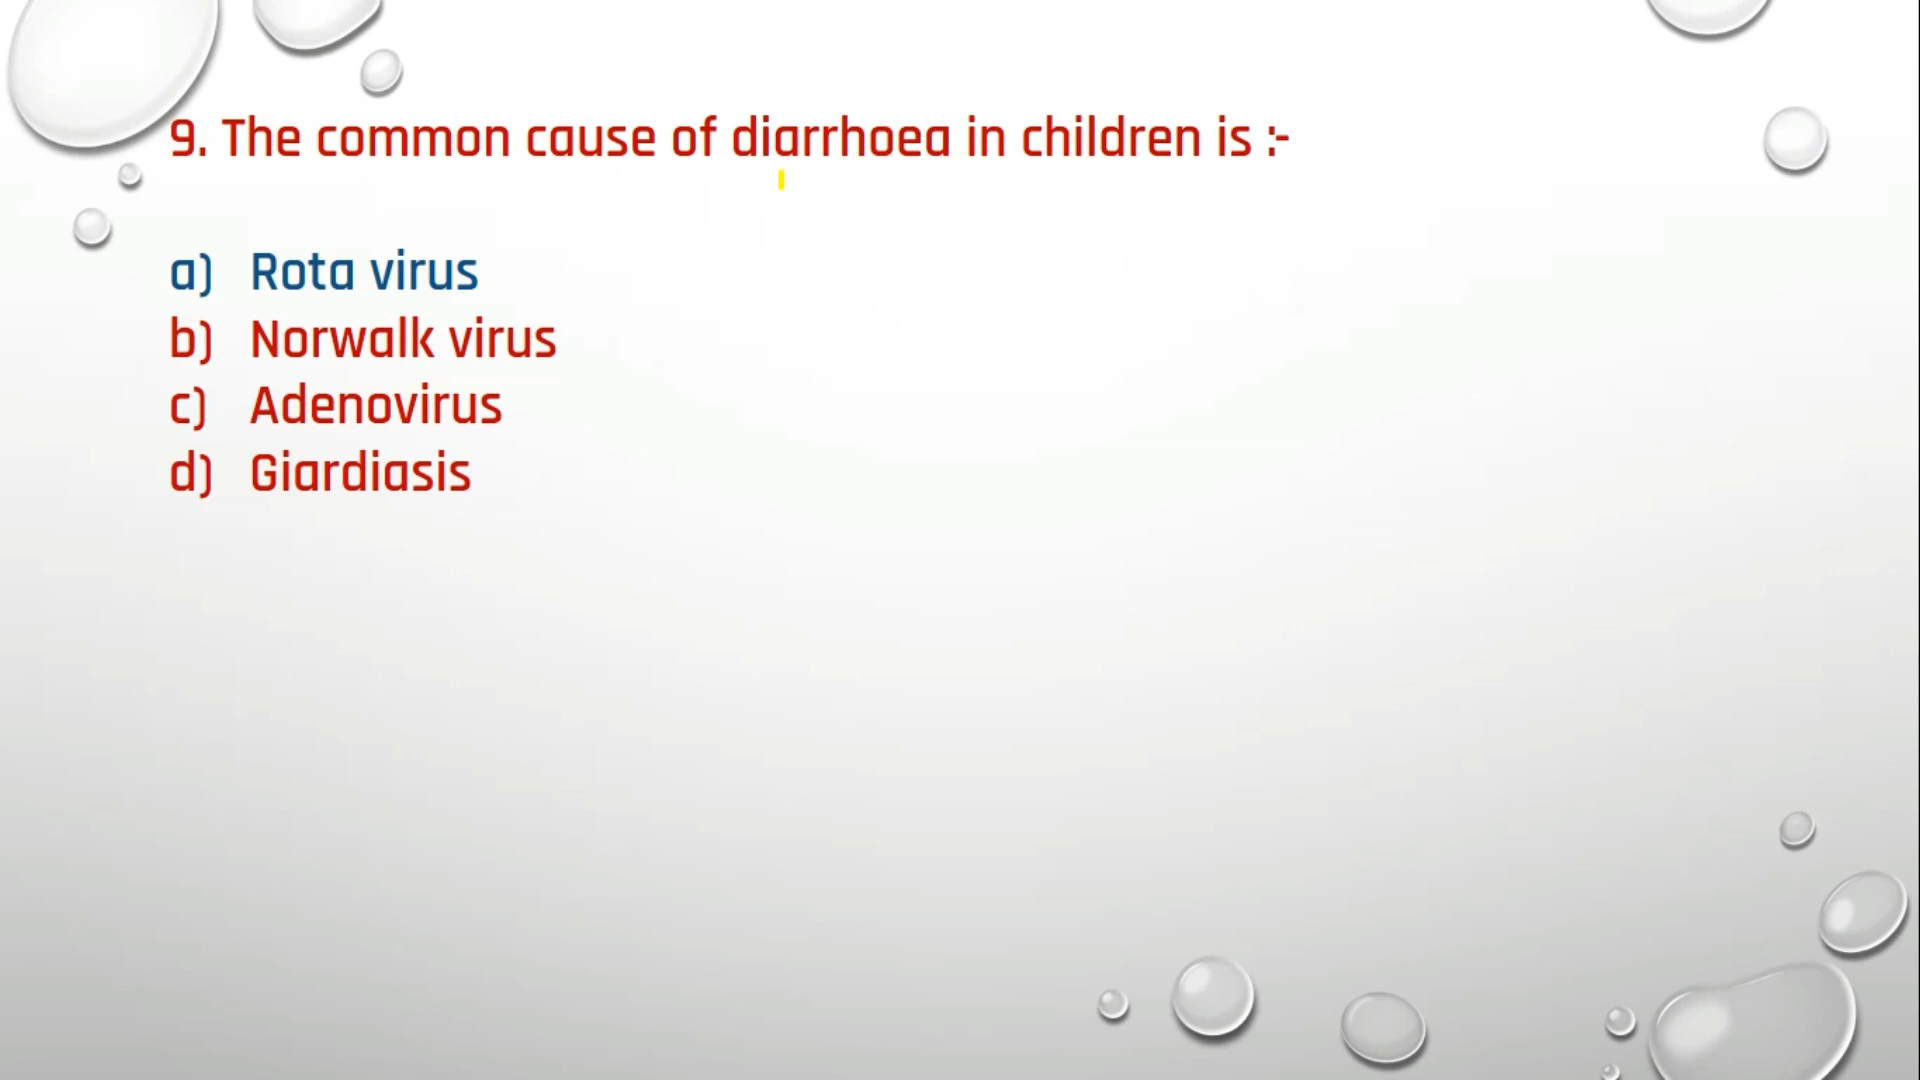 9. The common cause of diarrhoea in children is :-
a) Rota virus
b) Norwalk virus
c) Adenovirus
d) Giardiasis